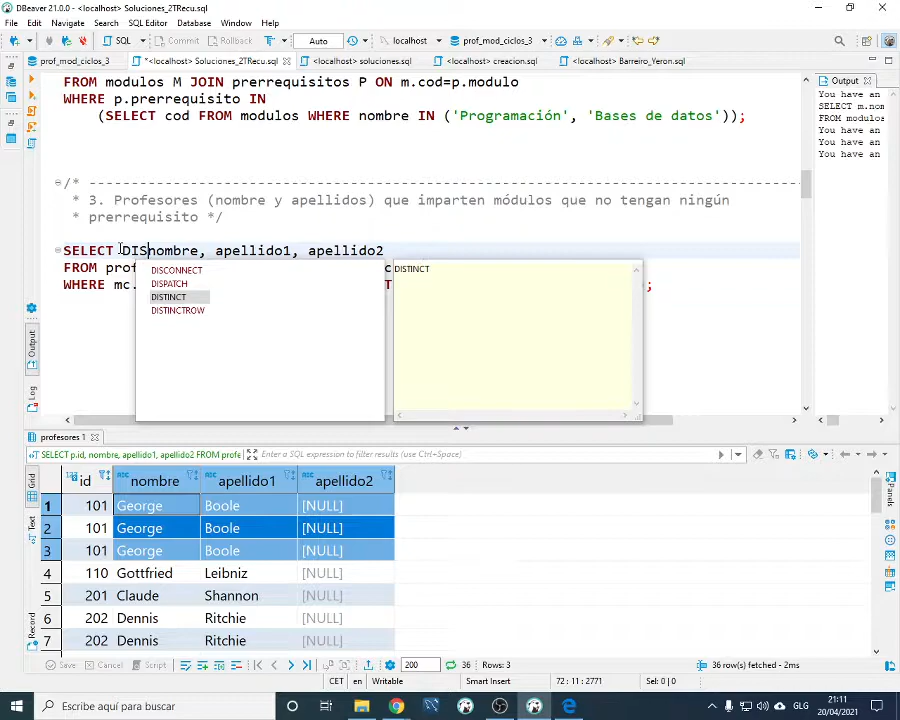 DBeaver 21.0.0 - <localhost> Soluciones_2TRecu.sql
File Edit Navigate Search SQL Editor Database Window Help
SQL Commit Rollback T Auto localhost prof_mod_ciclos_3
prof_mod_ciclos_3 *<localhost> Soluciones_2TRecu.sql <localhost> soluciones.sql <localhost> creacion.sql <localhost> Barreiro_Yeron.sql Output
FROM modulos M JOIN prerrequisitos P ON m.cod=p.modulo
WHERE p.prerrequisito IN
(SELECT cod FROM modulos WHERE nombre IN ('Programación', 'Bases de datos'));
You have an
SELECT m.nom
FROM modulos
You have an
You have an
You have an
/* --------------------------------------------------------------------------------
* 3. Profesores (nombre y apellidos) que imparten módulos que no tengan ningún
* prerrequisito */
SELECT DISnombre, apellido1, apellido2
FROM prof
WHERE mc.
;
DISCONNECT
DISPATCH
DISTINCT
DISTINCTROW
DISTINCT
Output
Log
profesores 1
SELECT p.id, nombre, apellido1, apellido2 FROM profe Enter a SQL expression to filter results (use Ctrl+Space)
Grid
Text
Record
Panels
id nombre apellido1 apellido2
1 101 George Boole [NULL]
2 101 George Boole [NULL]
3 101 George Boole [NULL]
4 110 Gottfried Leibniz [NULL]
5 201 Claude Shannon [NULL]
6 202 Dennis Ritchie [NULL]
7 202 Dennis Ritchie [NULL]
Save Cancel Script 200 36 Rows: 3 36 row(s) fetched - 2ms
CET en Writable Smart Insert 72 : 11 : 2771 Sel: 0 | 0
Escribe aquí para buscar GLG 21:11
20/04/2021